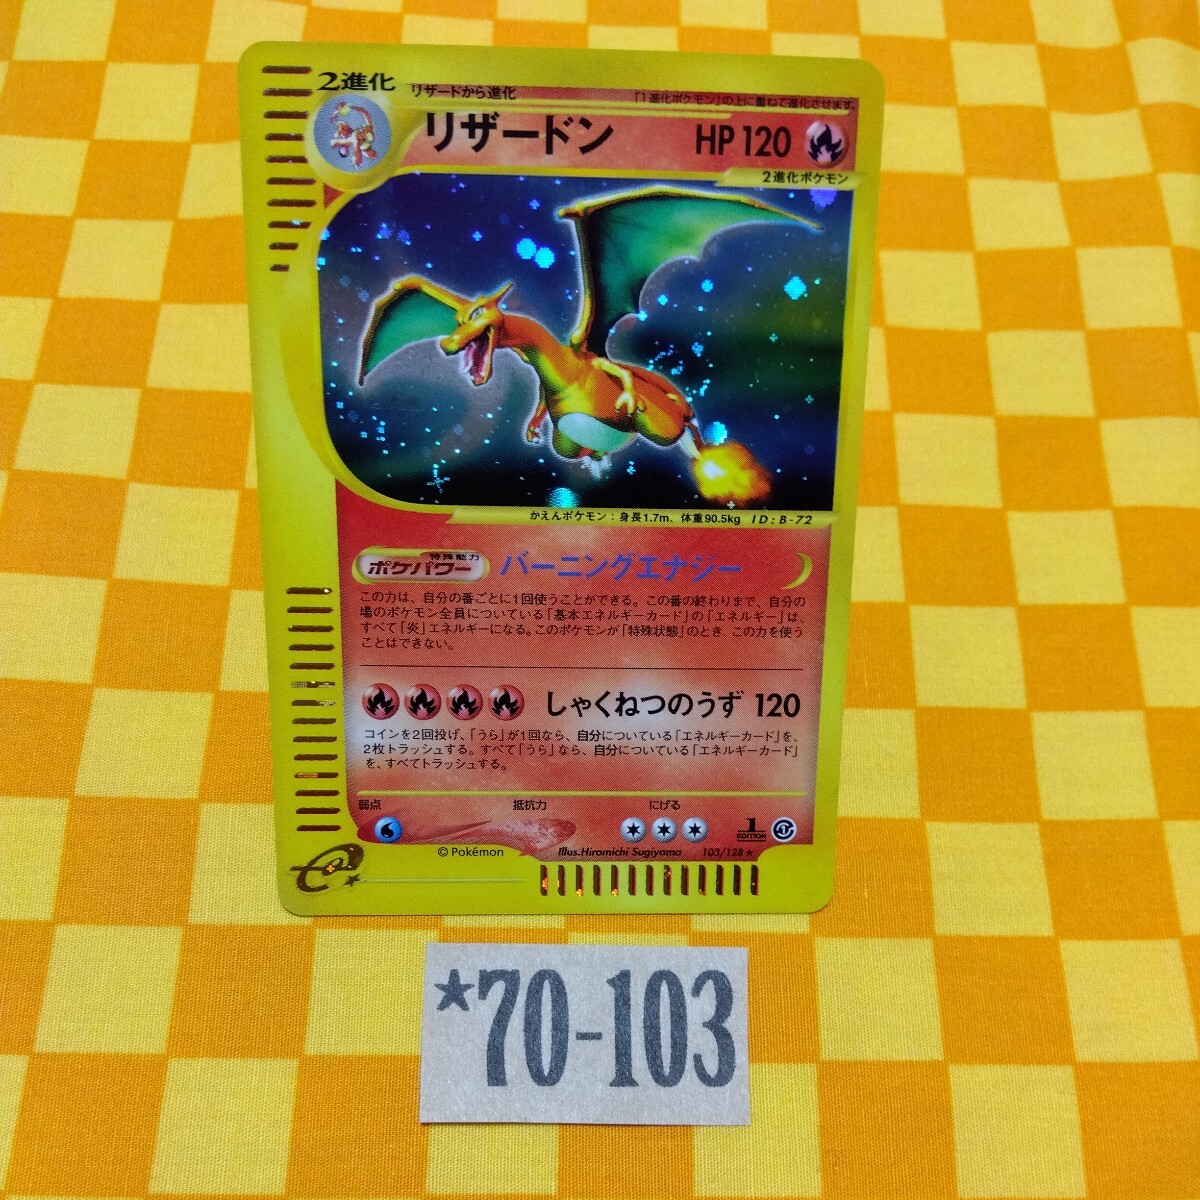 2進化
リザードから進化
「1進化ポケモン」の上に重ねて進化させます。
リザードン HP 120
2進化ポケモン
かえんポケモン：身長1.7m、体重90.5kg ID:B-72
特殊能力
ポケパワー バーニングエナジー
この力は、自分の番ごとに1回使うことができる。この番の終わりまで、自分の
場のポケモン全員についている「基本エネルギーカード」の「エネルギー」は、
すべて「炎」エネルギーになる。このポケモンが「特殊状態」のとき、この力を使う
ことはできない。
しゃくねつのうず 120
コインを2回投げ、「うら」が1回なら、自分についている「エネルギーカード」を、
2枚トラッシュする。すべて「うら」なら、自分についている「エネルギーカード」
を、すべてトラッシュする。
弱点 抵抗力 にげる
1 EDITION
© Pokémon Illus.Hiromichi Sugiyama 103/128★
e
*70-103